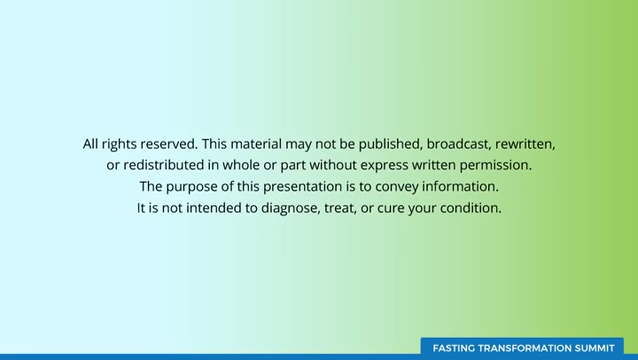 All rights reserved. This material may not be published, broadcast, rewritten,
or redistributed in whole or part without express written permission.
The purpose of this presentation is to convey information.
It is not intended to diagnose, treat, or cure your condition.
FASTING TRANSFORMATION SUMMIT